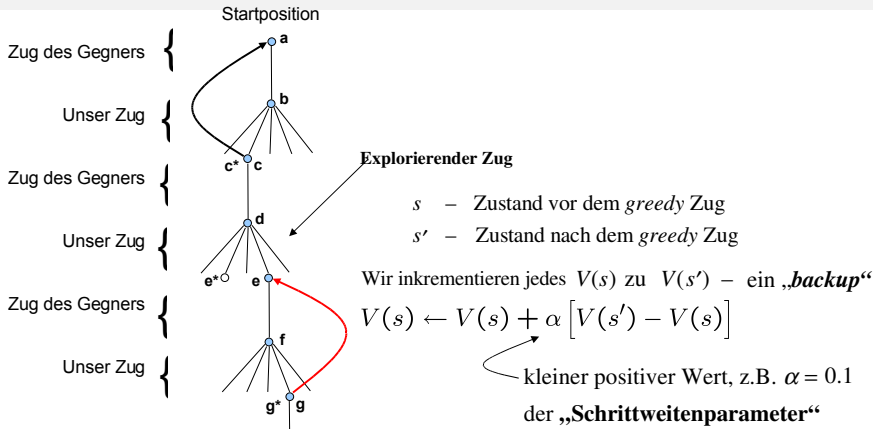 Startposition
a
Zug des Gegners {
b
Unser Zug {
c* c
Explorierender Zug
Zug des Gegners {
s – Zustand vor dem greedy Zug
d
s′ – Zustand nach dem greedy Zug
Unser Zug {
e* e
Wir inkrementieren jedes V(s) zu V(s′) – ein „backup“
Zug des Gegners {
V(s) ← V(s) + α [V(s′) − V(s)]
f
Unser Zug {
kleiner positiver Wert, z.B. α = 0.1
g* g
der „Schrittweitenparameter“